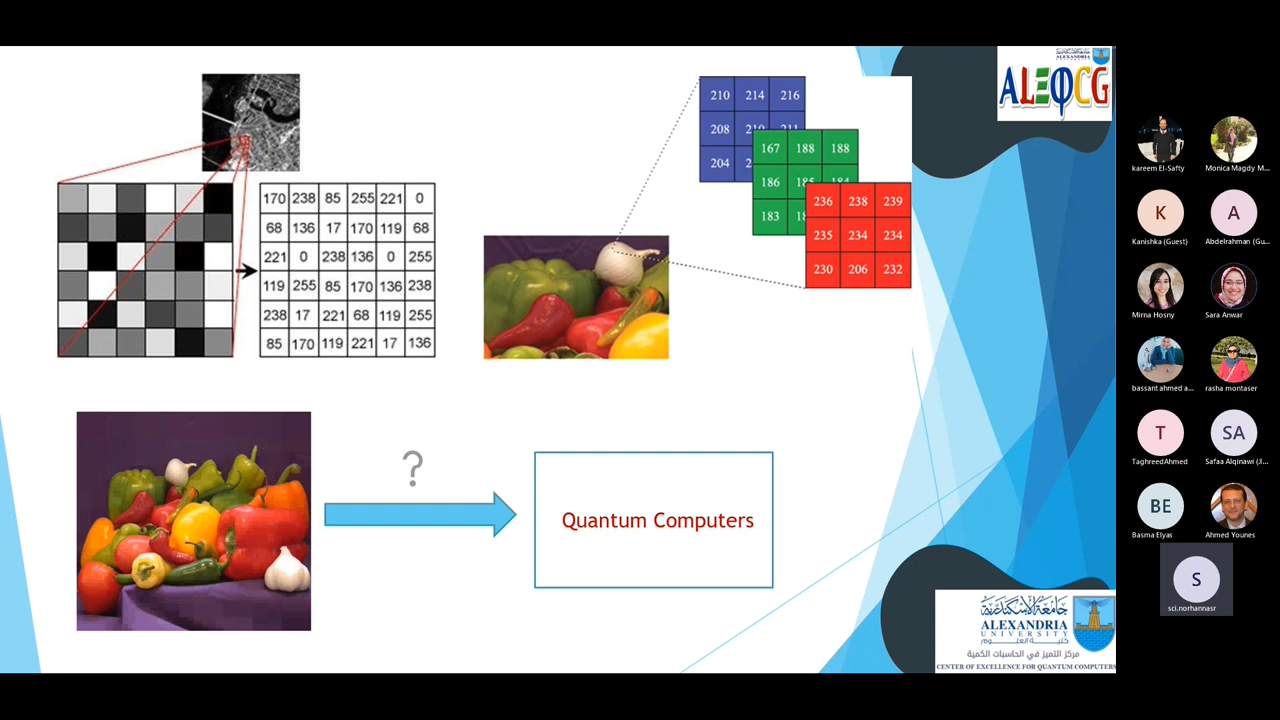 170 238 85 255 221 0
68 136 17 170 119 68
221 0 238 136 0 255
119 255 85 170 136 238
238 17 221 68 119 255
85 170 119 221 17 136
210 214 216
208 210 211
204
167 188 188
186 185 184
183
236 238 239
235 234 234
230 206 232
?
Quantum Computers
ALEXANDRIA
ALEQCG
جامعة الإسكندرية
ALEXANDRIA
UNIVERSITY
كلية العلوم
مركز التميز في الحاسبات الكمية
CENTER OF EXCELLENCE FOR QUANTUM COMPUTERS
kareem El-Safty
Monica Magdy M...
K
Kanishka (Guest)
A
Abdelrahman (Gu...
Mirna Hosny
Sara Anwar
bassant ahmed a...
rasha montaser
T
TaghreedAhmed
SA
Safaa Alqinawi (JI...
BE
Basma Elyas
Ahmed Younes
S
sci.norhannasr